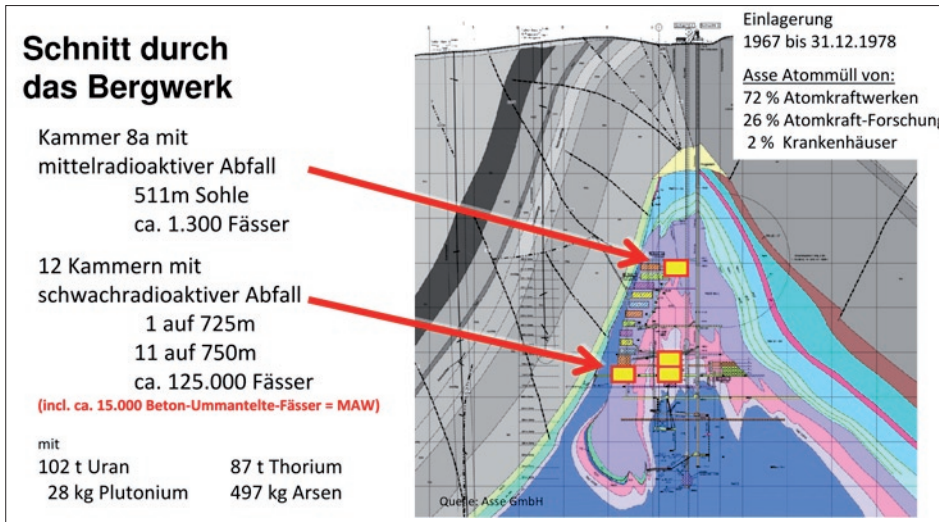 Schnitt durch
das Bergwerk
Kammer 8a mit
mittelradioaktiver Abfall
511m Sohle
ca. 1.300 Fässer
12 Kammern mit
schwachradioaktiver Abfall
1 auf 725m
11 auf 750m
ca. 125.000 Fässer
(incl. ca. 15.000 Beton-Ummantelte-Fässer = MAW)
mit
102 t Uran 87 t Thorium
28 kg Plutonium 497 kg Arsen
Einlagerung
1967 bis 31.12.1978
Asse Atommüll von:
72 % Atomkraftwerken
26 % Atomkraft-Forschung
2 % Krankenhäuser
Quelle: Asse GmbH